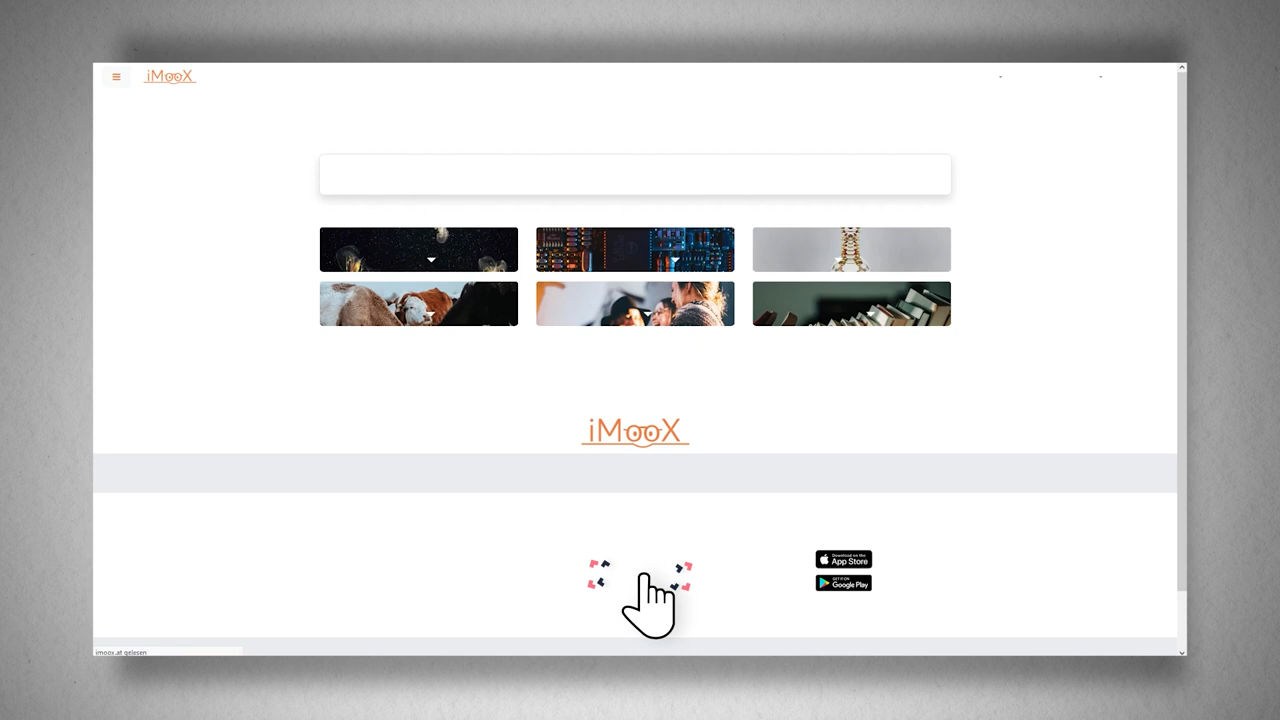 iMooX
iMooX
Download on the
App Store
GET IT ON
Google Play
imoox.at gelesen